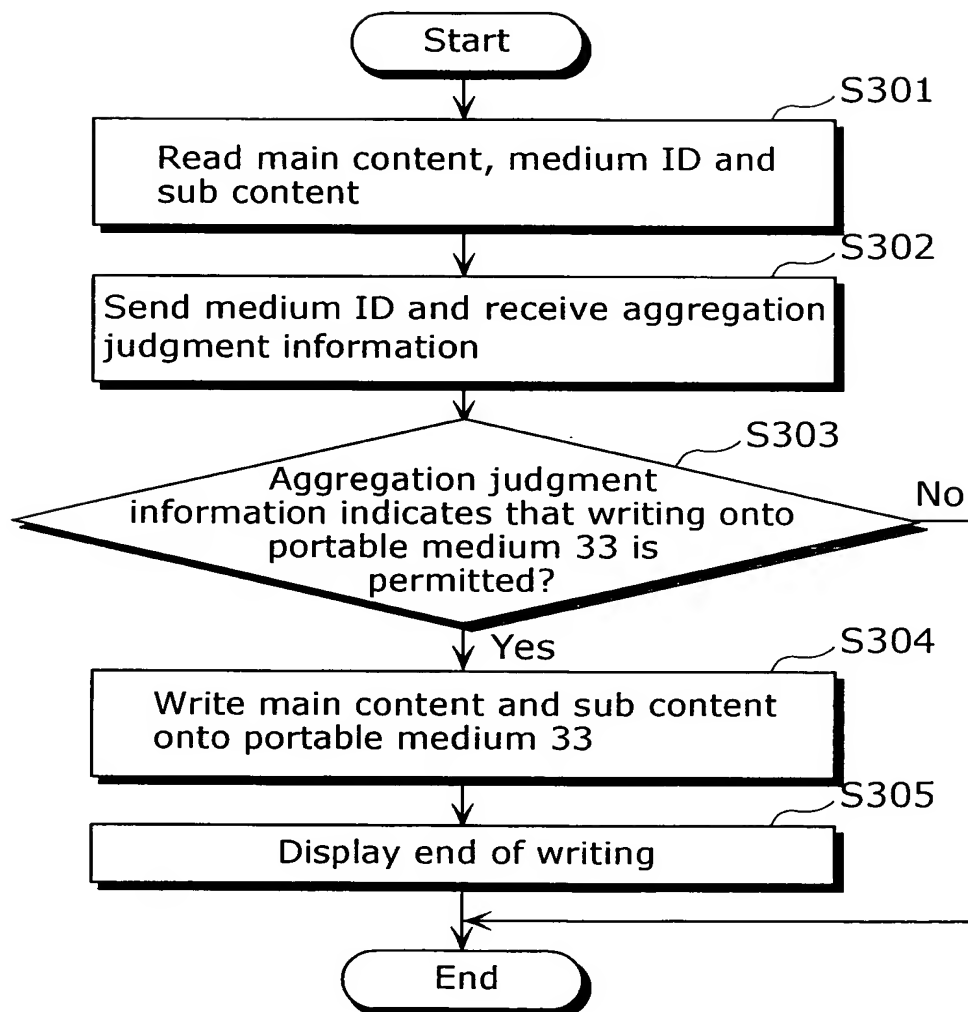 Start
S301
Read main content, medium ID and
sub content
S302
Send medium ID and receive aggregation
judgment information
S303
Aggregation judgment
information indicates that writing onto
portable medium 33 is
permitted?
No
Yes
S304
Write main content and sub content
onto portable medium 33
S305
Display end of writing
End